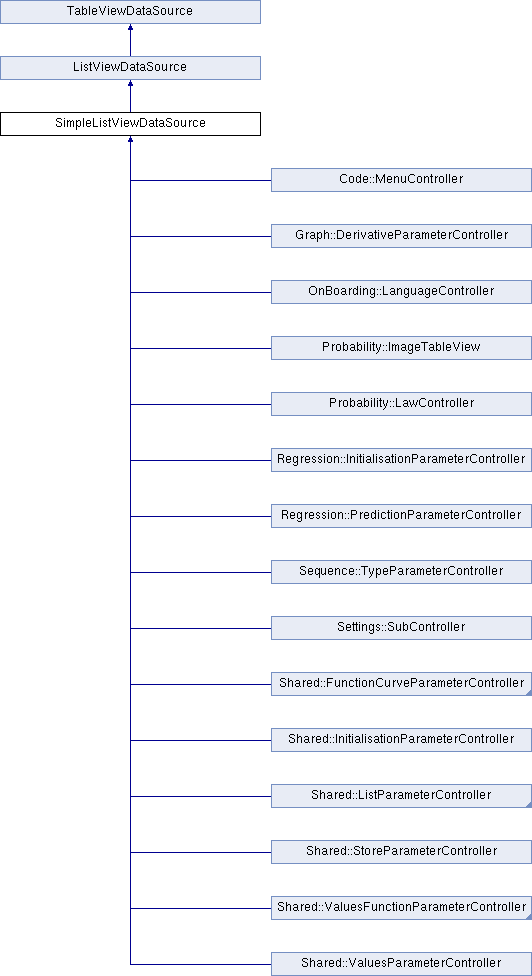 TableViewDataSource
ListViewDataSource
SimpleListViewDataSource
Code::MenuController
Graph::DerivativeParameterController
OnBoarding::LanguageController
Probability::ImageTableView
Probability::LawController
Regression::InitialisationParameterController
Regression::PredictionParameterController
Sequence::TypeParameterController
Settings::SubController
Shared::FunctionCurveParameterController
Shared::InitialisationParameterController
Shared::ListParameterController
Shared::StoreParameterController
Shared::ValuesFunctionParameterController
Shared::ValuesParameterController